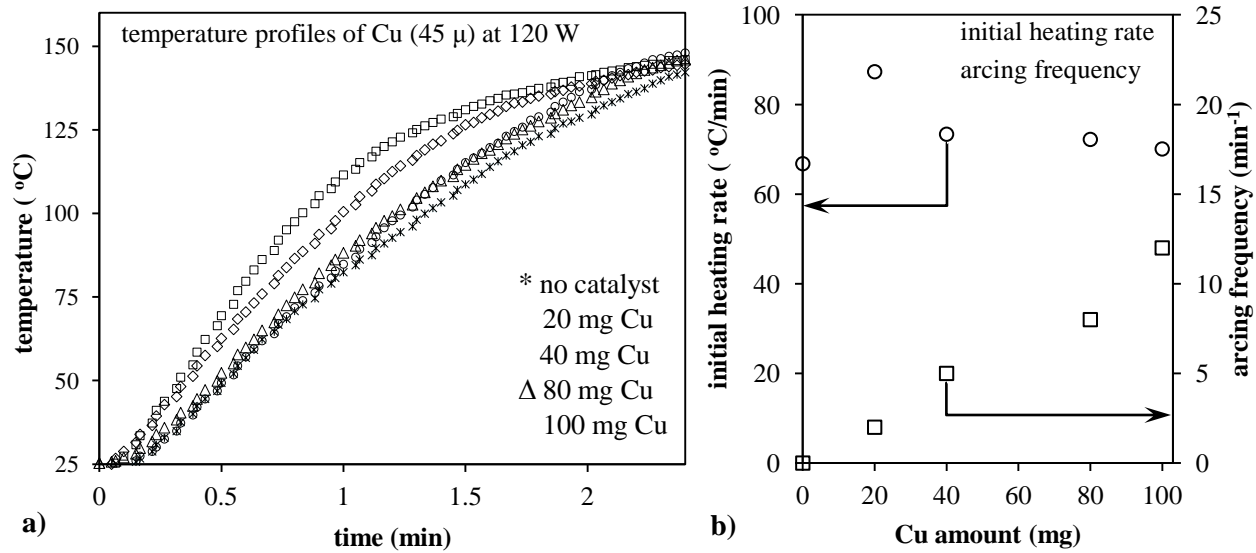 temperature profiles of Cu (45 μ) at 120 W
150
125
100
75
50
25
temperature ( ºC)
* no catalyst
20 mg Cu
40 mg Cu
Δ 80 mg Cu
100 mg Cu
0
0.5
1
1.5
2
time (min)
a)
initial heating rate
arcing frequency
100
80
60
40
20
0
initial heating rate ( ºC/min)
25
20
15
10
5
0
arcing frequency (min-1)
0
20
40
60
80
100
Cu amount (mg)
b)